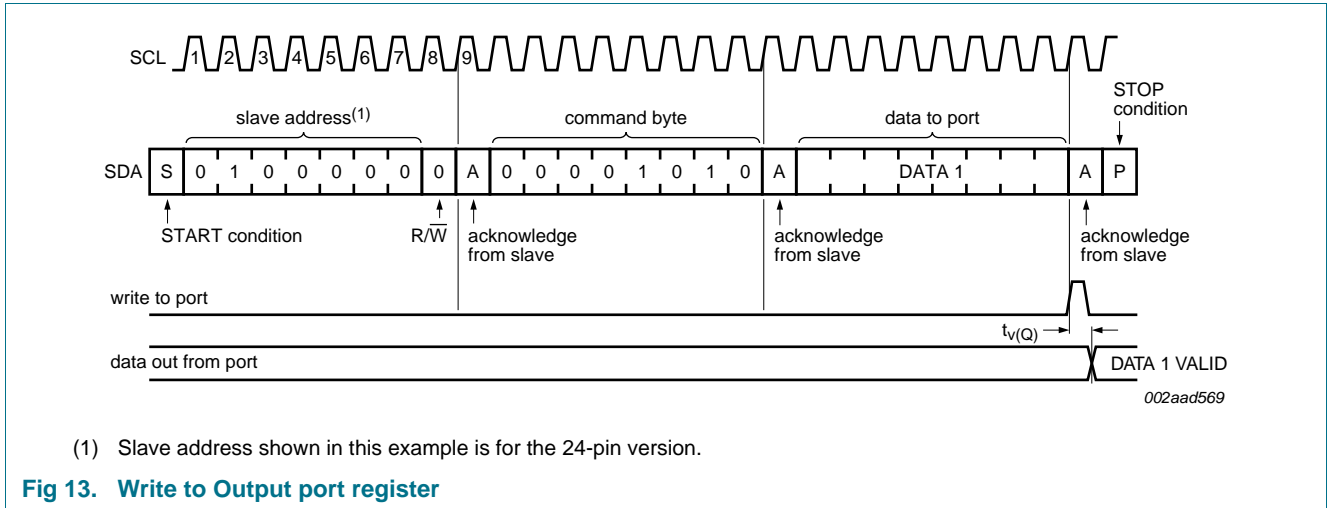 SCL 1 2 3 4 5 6 7 8 9
STOP
condition
slave address(1) command byte data to port
SDA S 0 1 0 0 0 0 0 0 A 0 0 0 0 1 0 1 0 A DATA 1 A P
START condition R/W̅ acknowledge acknowledge acknowledge
from slave from slave from slave
write to port
tv(Q)
data out from port DATA 1 VALID
002aad569
(1) Slave address shown in this example is for the 24-pin version.
Fig 13. Write to Output port register